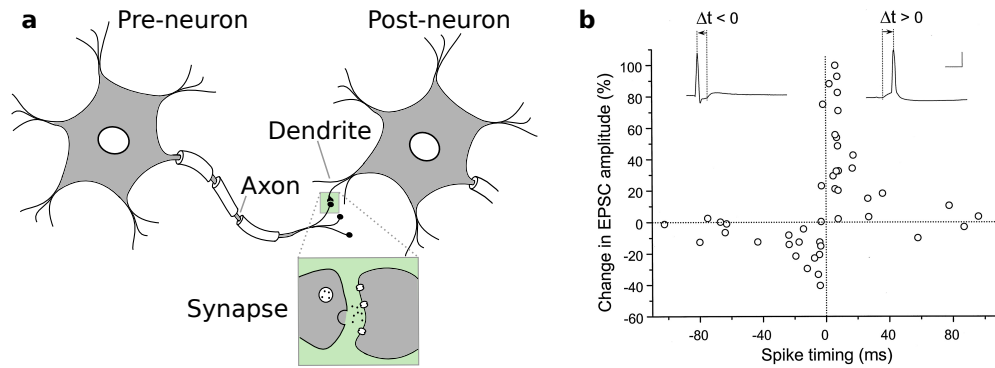 a
Pre-neuron
Post-neuron
Dendrite
Axon
Synapse
b
Δt < 0
Δt > 0
Change in EPSC amplitude (%)
100
80
60
40
20
0
-20
-40
-60
-80
-40
0
40
80
Spike timing (ms)